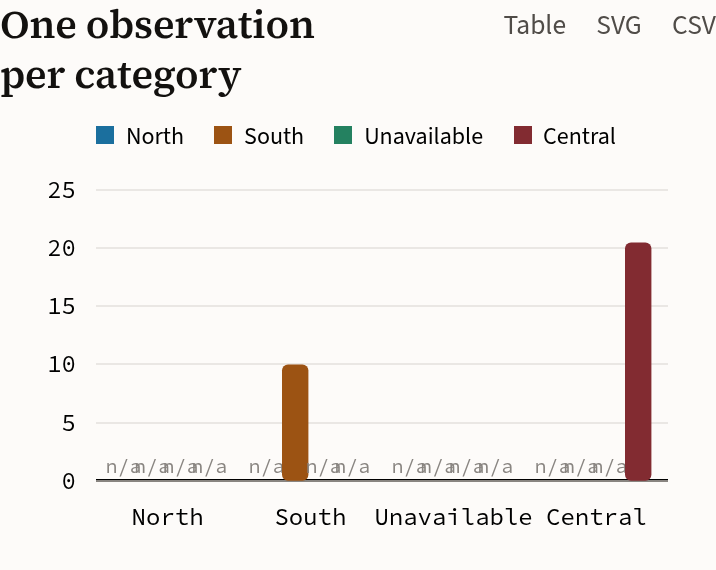 One observation
per category
Table SVG CSV
North South Unavailable Central
25
20
15
10
5
0
n/a n/a n/a n/a n/a n/a n/a n/a n/a n/a n/a n/a n/a n/a
North South Unavailable Central